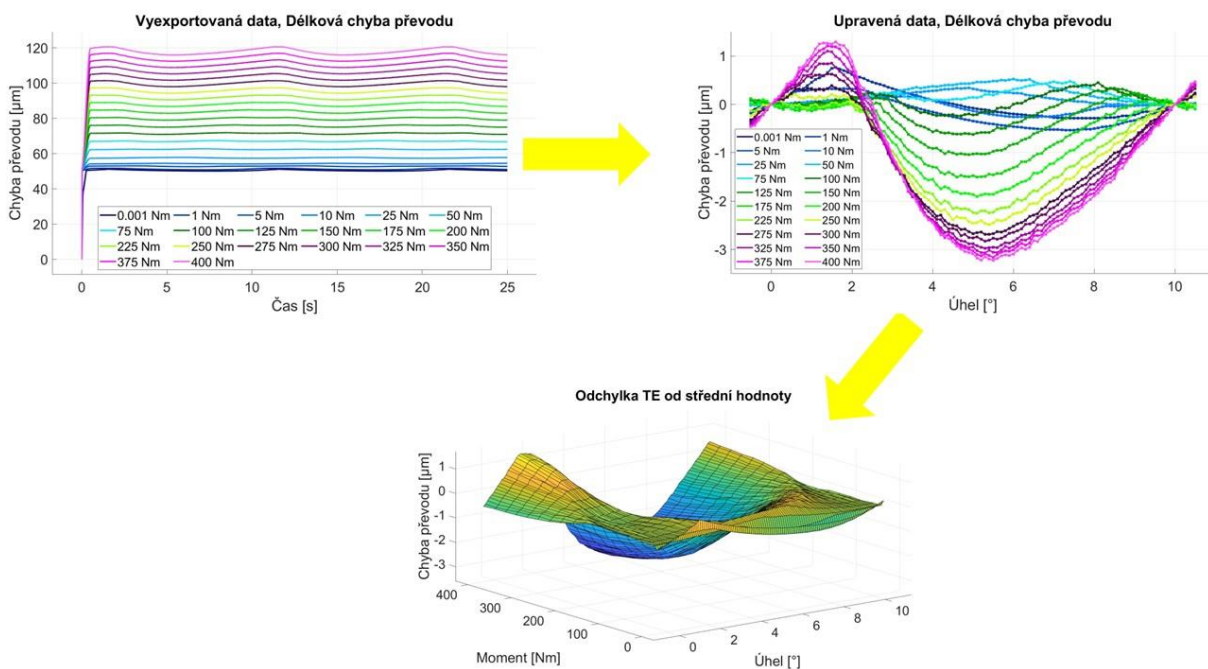 Vyexportovaná data, Délková chyba převodu
Chyba převodu [µm]
120
100
80
60
40
20
0
0.001 Nm 1 Nm 5 Nm 10 Nm 25 Nm 50 Nm
75 Nm 100 Nm 125 Nm 150 Nm 175 Nm 200 Nm
225 Nm 250 Nm 275 Nm 300 Nm 325 Nm 350 Nm
375 Nm 400 Nm
0 5 10 15 20 25
Čas [s]
Upravená data, Délková chyba převodu
Chyba převodu [µm]
1
0
-1
-2
-3
0.001 Nm 1 Nm
5 Nm 10 Nm
25 Nm 50 Nm
75 Nm 100 Nm
125 Nm 150 Nm
175 Nm 200 Nm
225 Nm 250 Nm
275 Nm 300 Nm
325 Nm 350 Nm
375 Nm 400 Nm
0 2 4 6 8 10
Úhel [°]
Odchylka TE od střední hodnoty
Chyba převodu [µm]
1
0
-1
-2
-3
400
300
200
100
0
Moment [Nm]
0 2 4 6 8 10
Úhel [°]